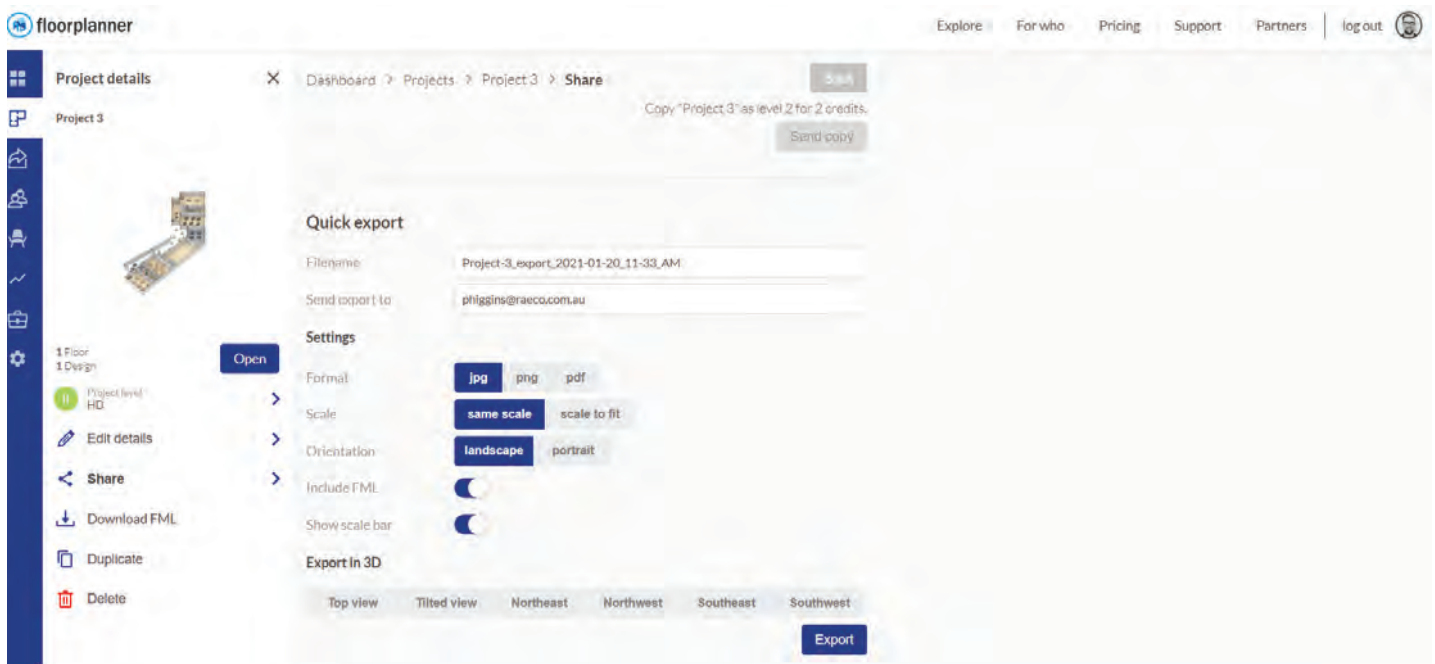 floorplanner
Explore For who Pricing Support Partners log out
Project details
Project 3
1 Floor
1 Design
Open
Project level
HD
Edit details
Share
Download FML
Duplicate
Delete
Dashboard > Projects > Project 3 > Share
Copy "Project 3" as level 2 for 2 credits.
Send copy
Quick export
Filename Project-3_export_2021-01-20_11-33_AM
Send export to phiggins@raeco.com.au
Settings
Format jpg png pdf
Scale same scale scale to fit
Orientation landscape portrait
Include FML
Show scale bar
Export in 3D
Top view Tilted view Northeast Northwest Southeast Southwest
Export